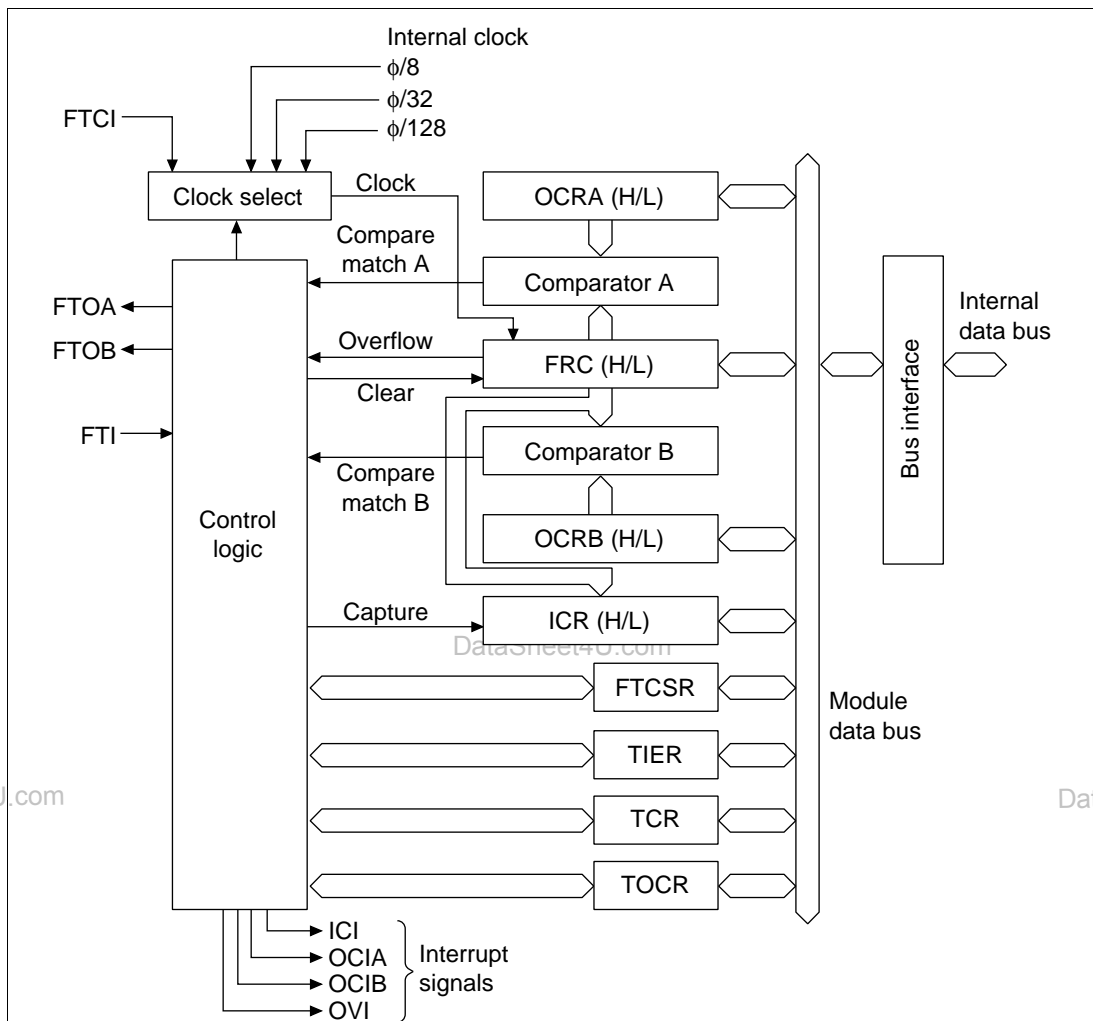 Internal clock
ϕ/8
ϕ/32
ϕ/128
FTCI
Clock select
Clock
OCRA (H/L)
Compare
match A
Comparator A
FTOA
FTOB
Overflow
FRC (H/L)
Clear
FTI
Comparator B
Compare
match B
Control
logic
OCRB (H/L)
Capture
ICR (H/L)
DataSheet4U.com
FTCSR
TIER
TCR
TOCR
Module
data bus
Bus interface
Internal
data bus
U.com
Dat
ICI
OCIA
OCIB
OVI
Interrupt
signals